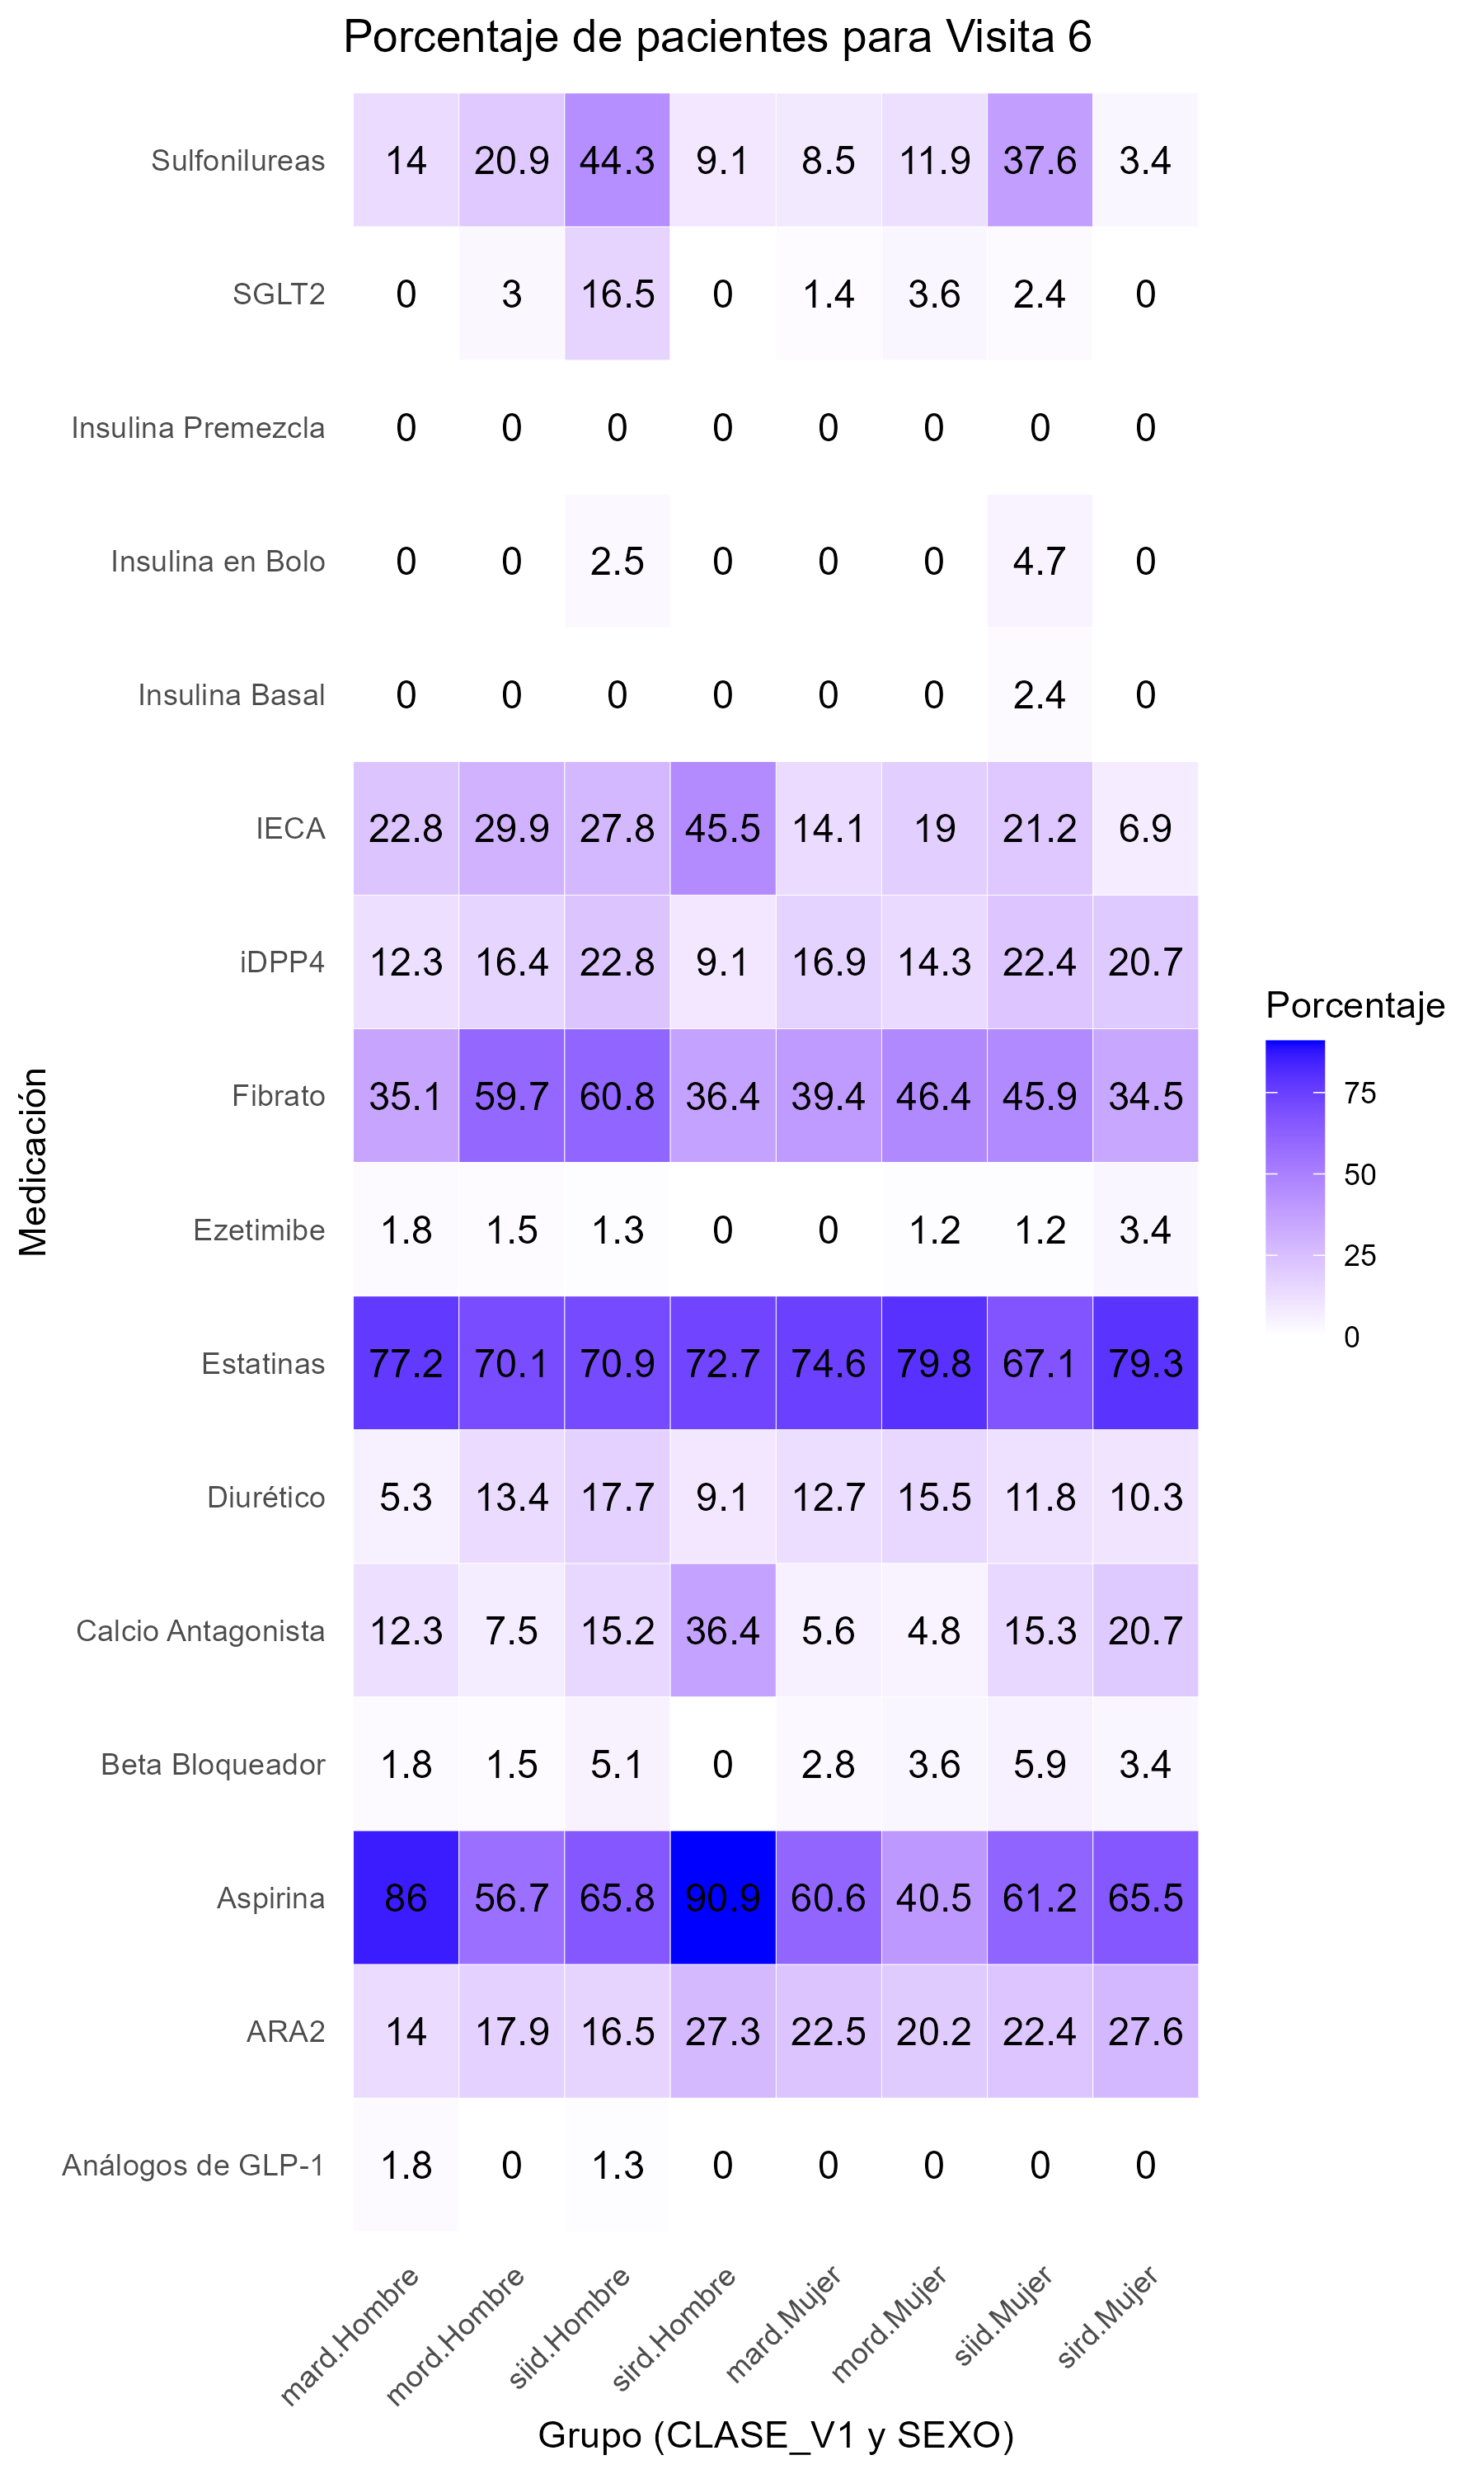 Porcentaje de pacientes para Visita 6
Sulfonilureas 14 20.9 44.3 9.1 8.5 11.9 37.6 3.4
SGLT2 0 3 16.5 0 1.4 3.6 2.4 0
Insulina Premezcla 0 0 0 0 0 0 0 0
Insulina en Bolo 0 0 2.5 0 0 0 4.7 0
Insulina Basal 0 0 0 0 0 0 2.4 0
IECA 22.8 29.9 27.8 45.5 14.1 19 21.2 6.9
iDPP4 12.3 16.4 22.8 9.1 16.9 14.3 22.4 20.7
Fibrato 35.1 59.7 60.8 36.4 39.4 46.4 45.9 34.5
Ezetimibe 1.8 1.5 1.3 0 0 1.2 1.2 3.4
Estatinas 77.2 70.1 70.9 72.7 74.6 79.8 67.1 79.3
Diurético 5.3 13.4 17.7 9.1 12.7 15.5 11.8 10.3
Calcio Antagonista 12.3 7.5 15.2 36.4 5.6 4.8 15.3 20.7
Beta Bloqueador 1.8 1.5 5.1 0 2.8 3.6 5.9 3.4
Aspirina 86 56.7 65.8 90.9 60.6 40.5 61.2 65.5
ARA2 14 17.9 16.5 27.3 22.5 20.2 22.4 27.6
Análogos de GLP-1 1.8 0 1.3 0 0 0 0 0
mard.Hombre mord.Hombre siid.Hombre sird.Hombre mard.Mujer mord.Mujer siid.Mujer sird.Mujer
Grupo (CLASE_V1 y SEXO)
Medicación
Porcentaje
75
50
25
0